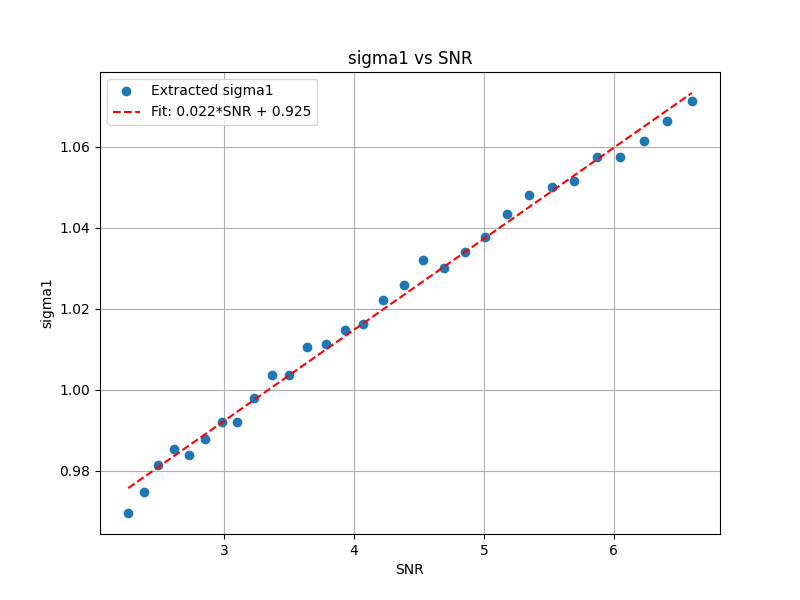 sigma1 vs SNR
Extracted sigma1
Fit: 0.022*SNR + 0.925
1.06
1.04
1.02
1.00
0.98
sigma1
3 4 5 6
SNR